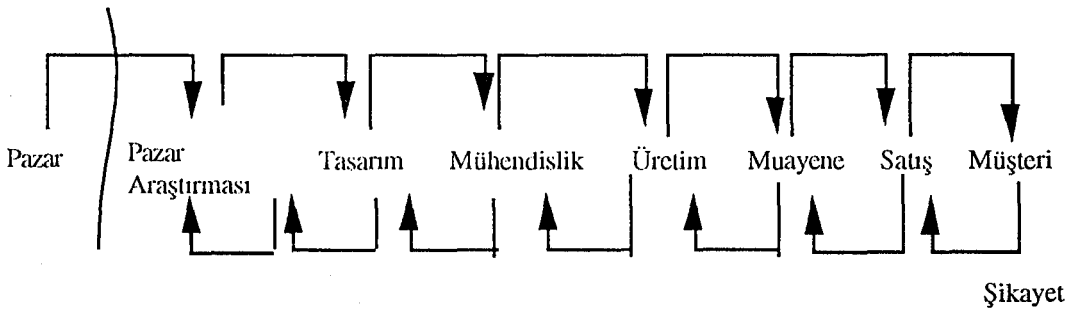 Pazar Pazar Tasarım Mühendislik Üretim Muayene Satış Müşteri
Araştırması
Şikayet